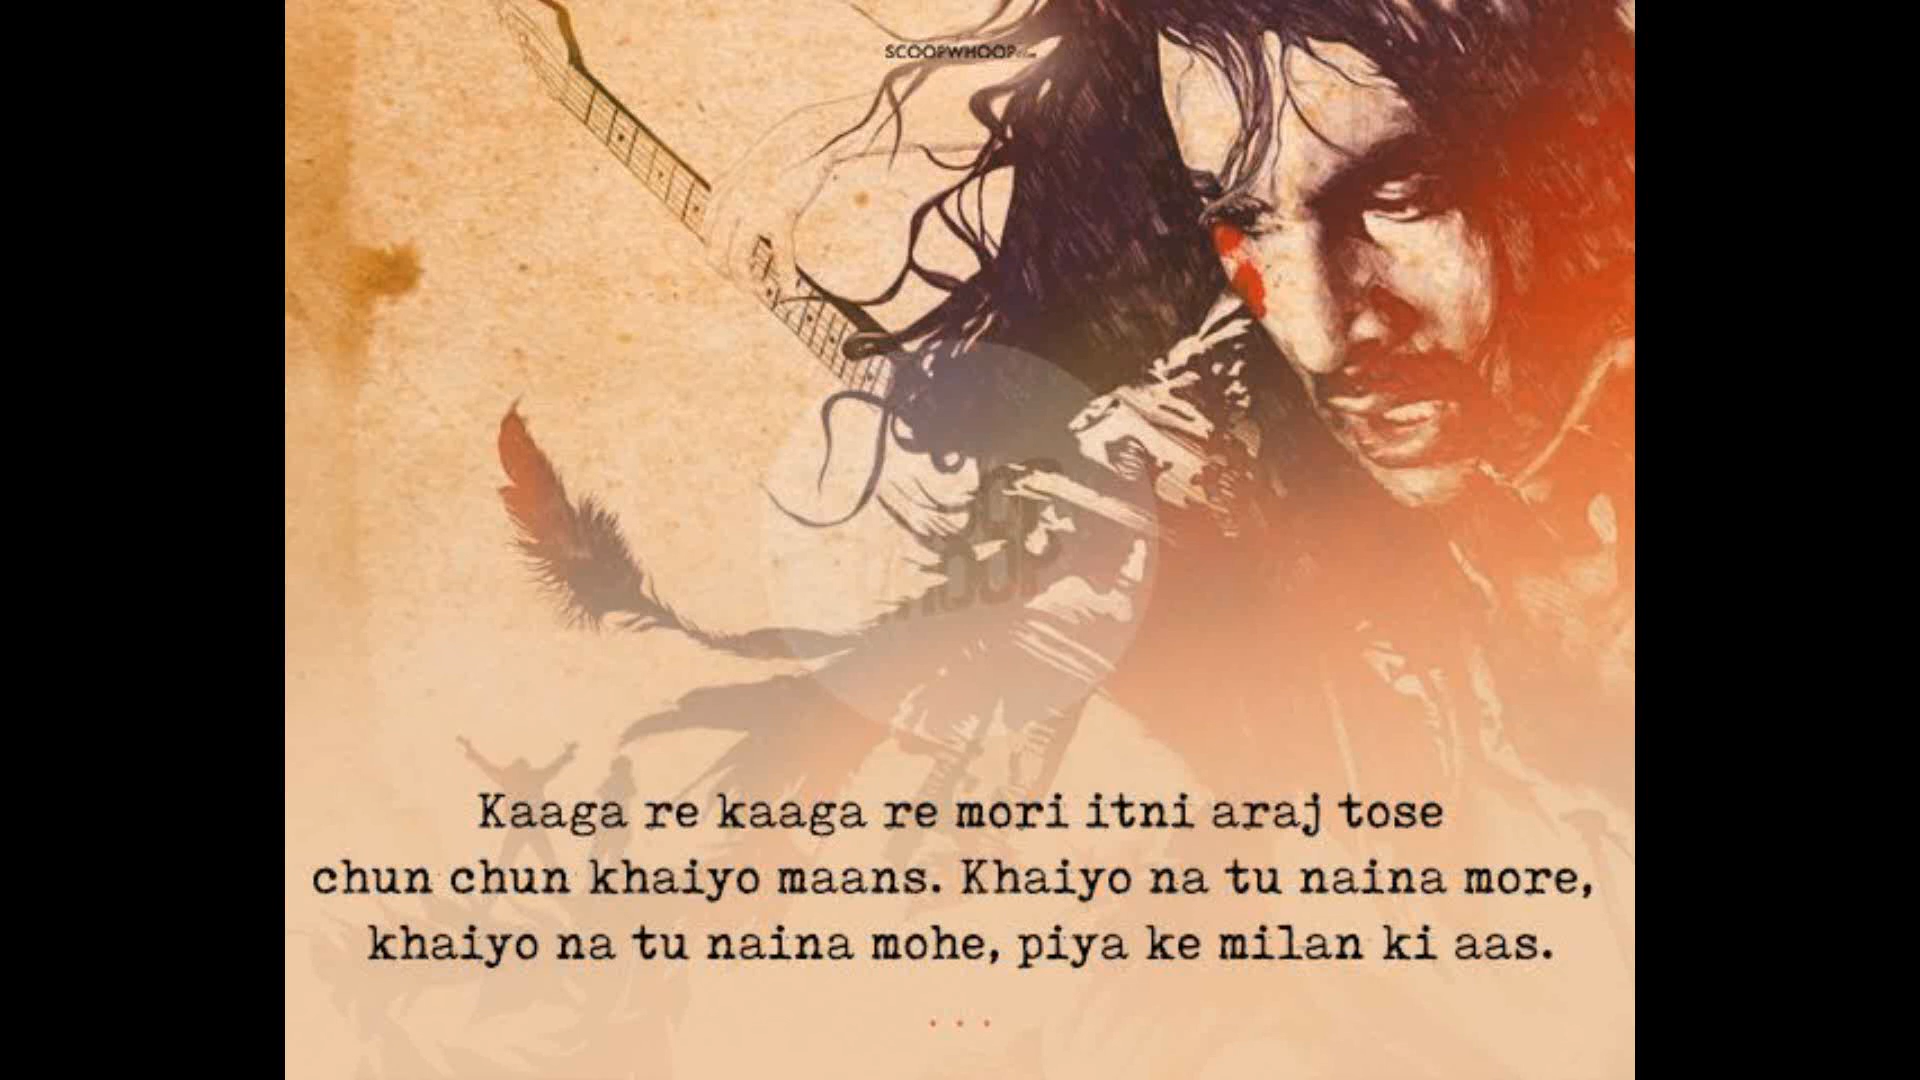 SCOOPWHOOP.com
Kaaga re kaaga re mori itni araj tose
chun chun khaiyo maans. Khaiyo na tu naina more,
khaiyo na tu naina mohe, piya ke milan ki aas.
...